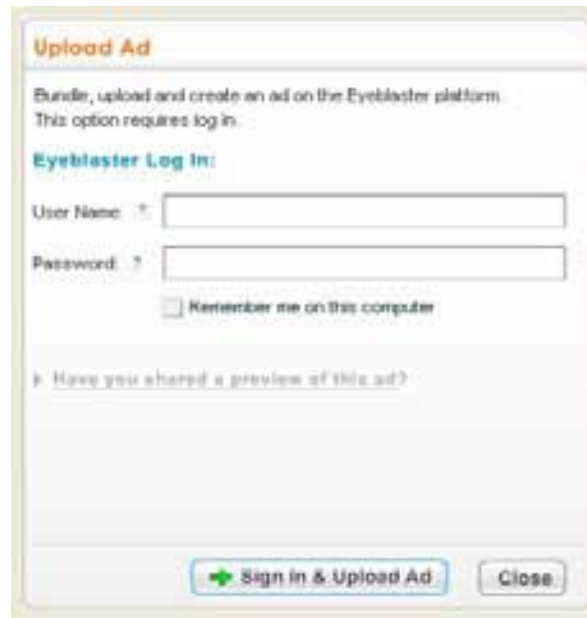 Upload Ad
Bundle, upload and create an ad on the Eyeblaster platform.
This option requires log in.
Eyeblaster Log In:
User Name ?
Password ?
Remember me on this computer
Have you shared a preview of this ad?
Sign In & Upload Ad
Close